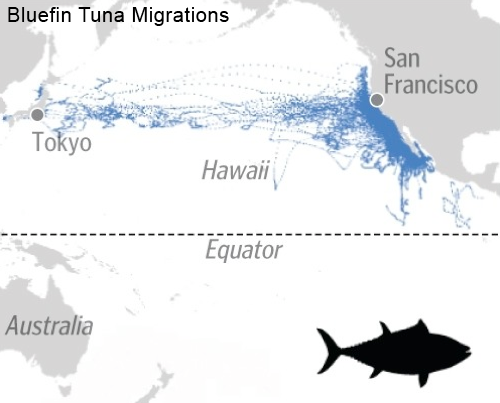 Bluefin Tuna Migrations
San
Francisco
Tokyo
Hawaii
Equator
Australia